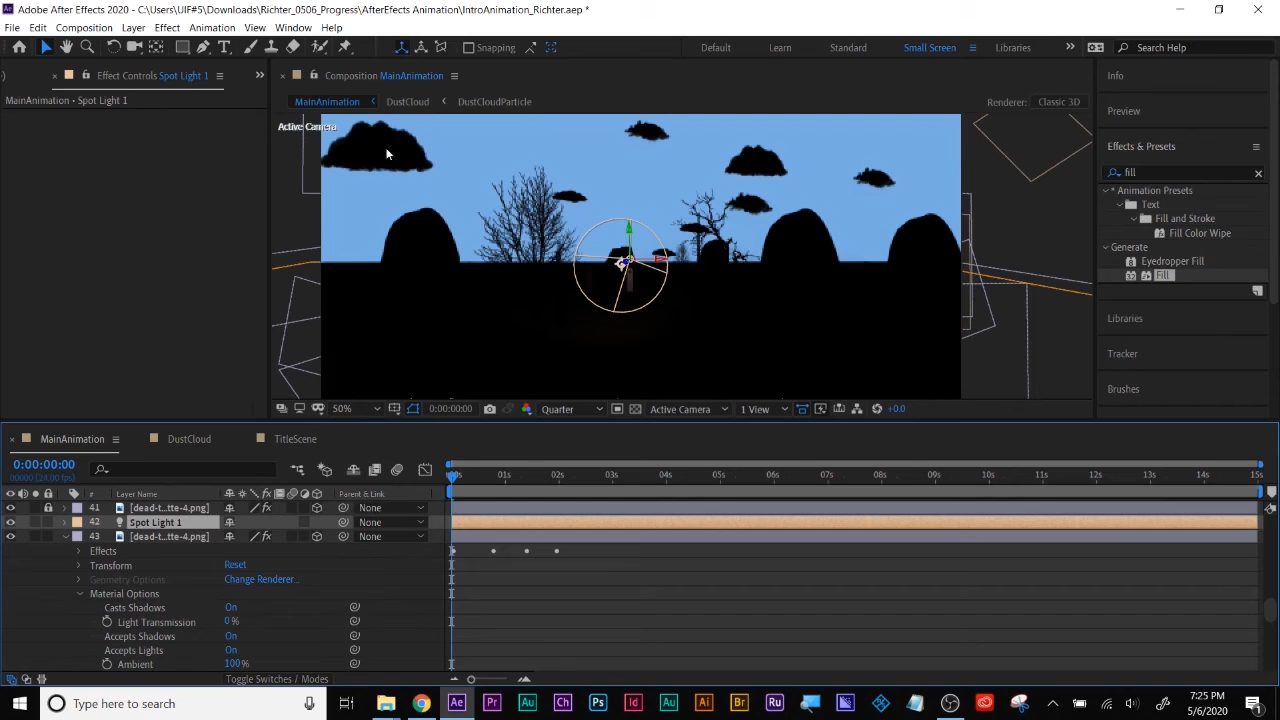 Adobe After Effects 2020 - C:\Users\UIF#5\Downloads\Richter_0506_Progress\AfterEfects Animation\IntroAnimation_Richter.aep *
File Edit Composition Layer Effect Animation View Window Help
Snapping Default Learn Standard Small Screen Libraries Search Help
Effect Controls Spot Light 1 Composition MainAnimation Info
MainAnimation • Spot Light 1 MainAnimation DustCloud DustCloudParticle Renderer: Classic 3D
Preview
Active Camera
Effects & Presets
fill
* Animation Presets
Text
Fill and Stroke
Fill Color Wipe
Generate
Eyedropper Fill
Fill
Libraries
Tracker
Brushes
50% 0:00:00:00 Quarter Active Camera 1 View +0.0
MainAnimation DustCloud TitleScene
0:00:00:00
00000 (24.00 fps)
00s 01s 02s 03s 04s 05s 06s 07s 08s 09s 10s 11s 12s 13s 14s 15s
# Layer Name Parent & Link
41 [dead-t...tte-4.png] None
42 Spot Light 1 None
43 [dead-t...tte-4.png] None
Effects
Transform Reset
Geometry Options Change Renderer...
Material Options
Casts Shadows On
Light Transmission 0 %
Accepts Shadows On
Accepts Lights On
Ambient 100 %
Toggle Switches / Modes
Type here to search
7:25 PM
5/6/2020